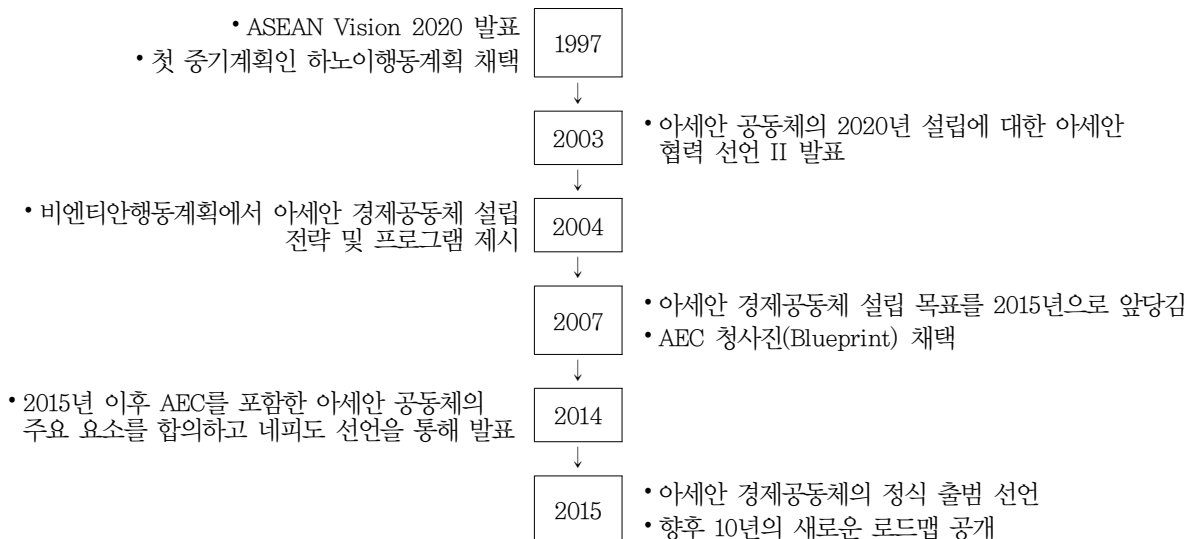 • ASEAN Vision 2020 발표
• 첫 중기계획인 하노이행동계획 채택
1997
↓
2003
• 아세안 공동체의 2020년 설립에 대한 아세안
협력 선언 II 발표
↓
• 비엔티안행동계획에서 아세안 경제공동체 설립
전략 및 프로그램 제시
2004
↓
2007
• 아세안 경제공동체 설립 목표를 2015년으로 앞당김
• AEC 청사진(Blueprint) 채택
↓
• 2015년 이후 AEC를 포함한 아세안 공동체의
주요 요소를 합의하고 네피도 선언을 통해 발표
2014
↓
2015
• 아세안 경제공동체의 정식 출범 선언
• 향후 10년의 새로운 로드맵 공개